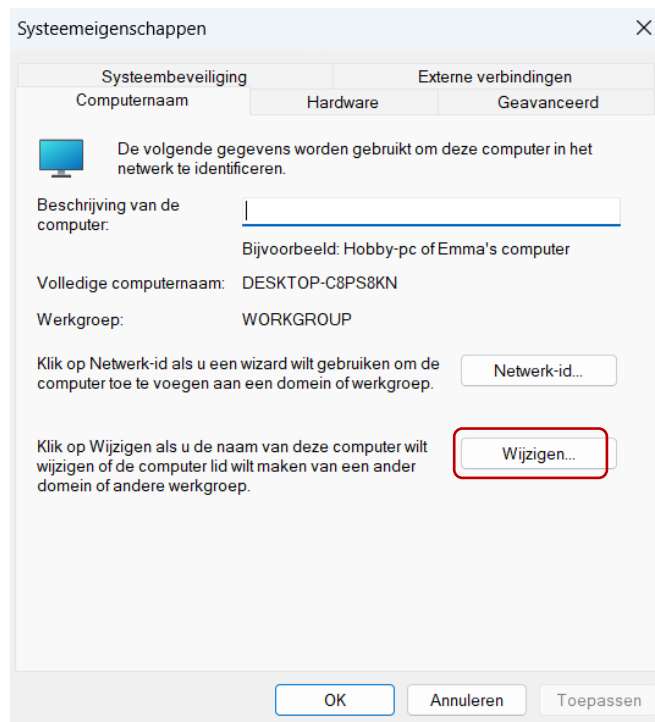 Systeemeigenschappen
Systeembeveiliging Externe verbindingen
Computernaam Hardware Geavanceerd
De volgende gegevens worden gebruikt om deze computer in het
netwerk te identificeren.
Beschrijving van de
computer:
Bijvoorbeeld: Hobby-pc of Emma's computer
Volledige computernaam: DESKTOP-C8PS8KN
Werkgroep: WORKGROUP
Klik op Netwerk-id als u een wizard wilt gebruiken om de
computer toe te voegen aan een domein of werkgroep.
Netwerk-id...
Klik op Wijzigen als u de naam van deze computer wilt
wijzigen of de computer lid wilt maken van een ander
domein of andere werkgroep.
Wijzigen...
OK Annuleren Toepassen